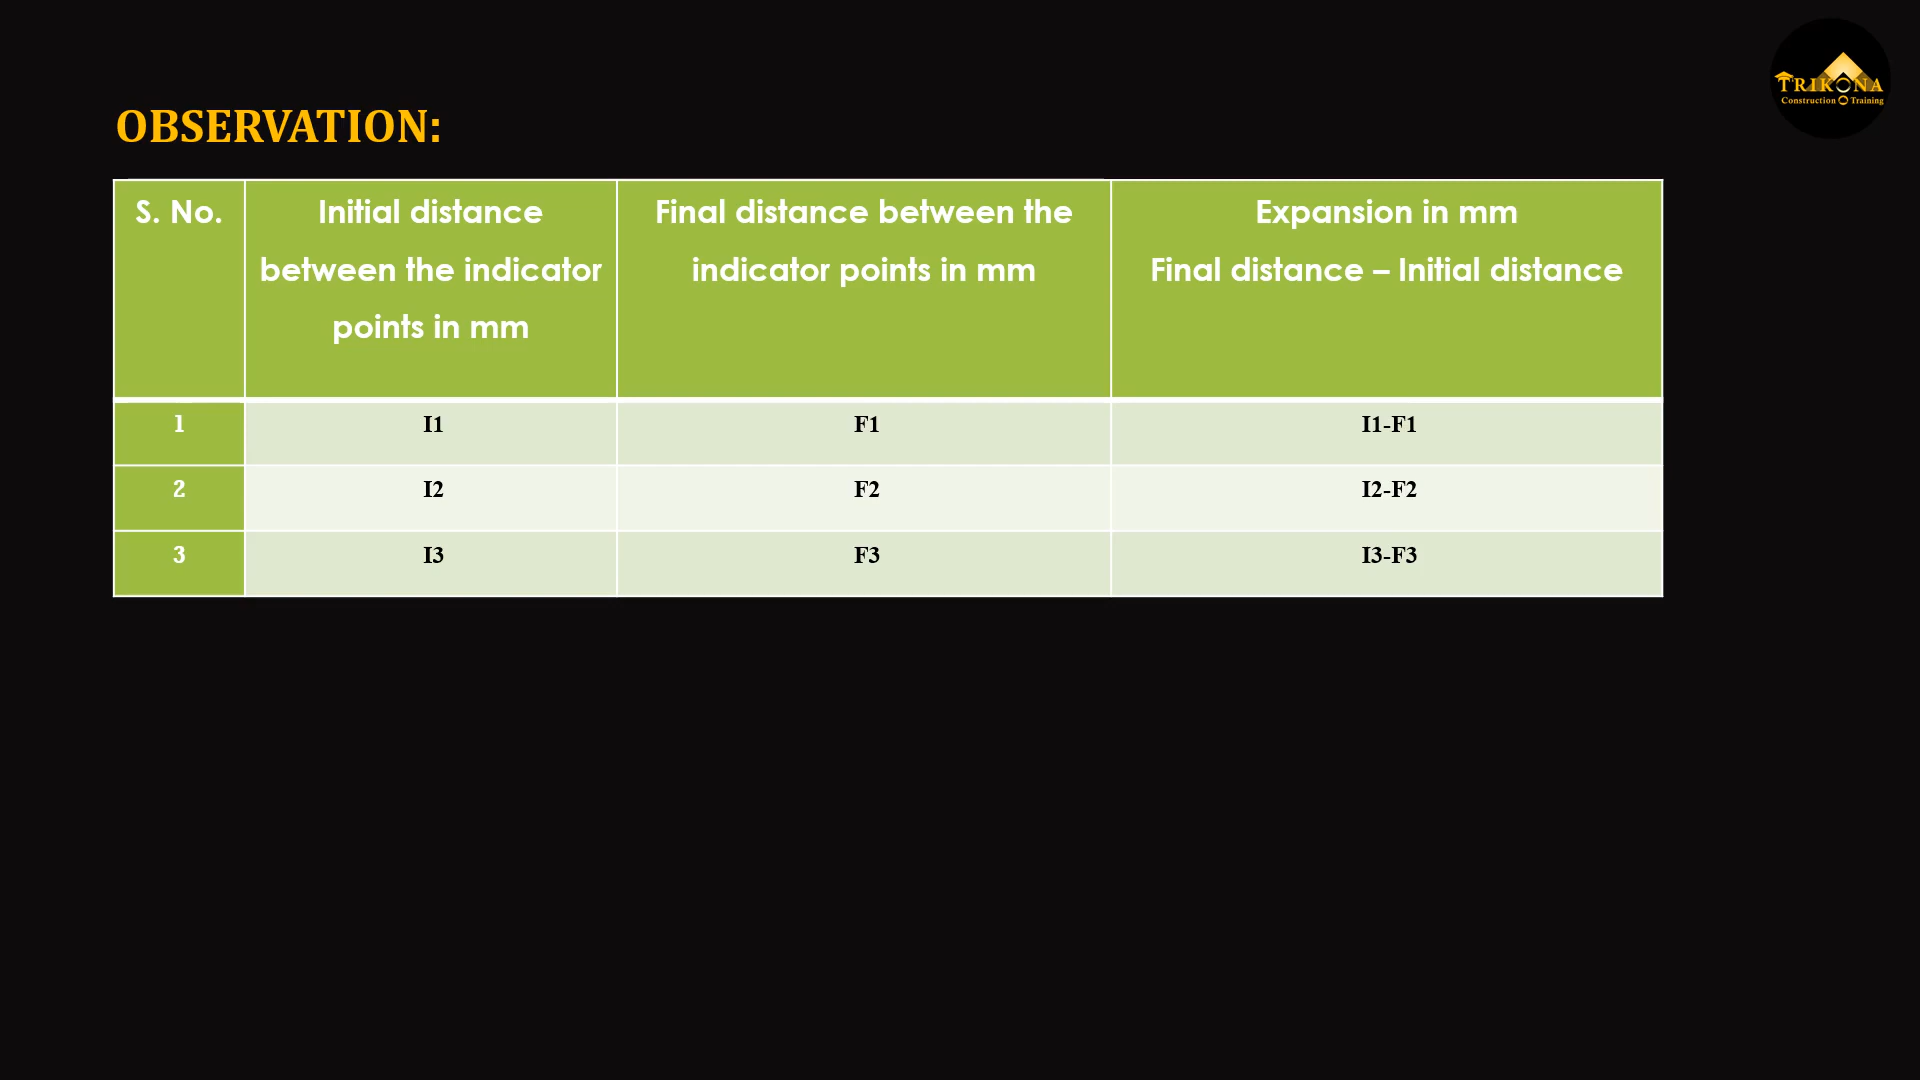 TRIKONA
Construction Training
OBSERVATION:
S. No.
Initial distance
between the indicator
points in mm
Final distance between the
indicator points in mm
Expansion in mm
Final distance – Initial distance
1
I1
F1
I1-F1
2
I2
F2
I2-F2
3
I3
F3
I3-F3